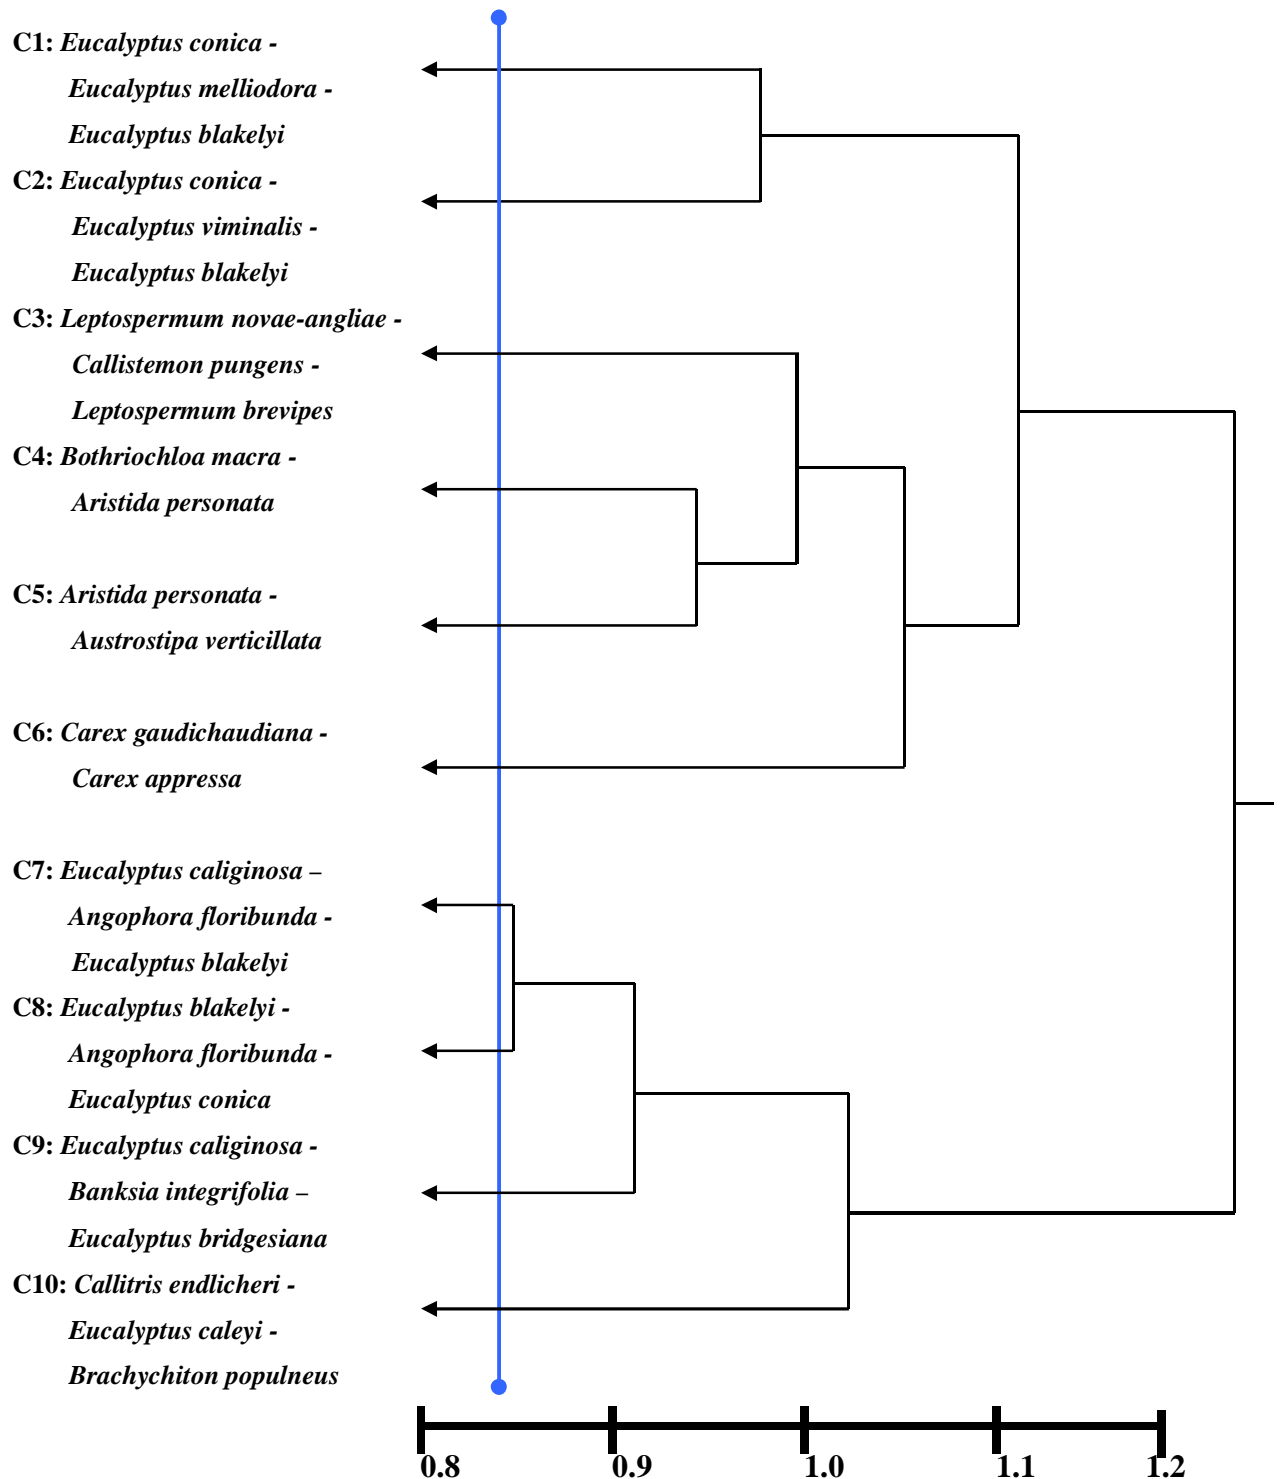 C1: Eucalyptus conica -
Eucalyptus melliodora -
Eucalyptus blakelyi
C2: Eucalyptus conica -
Eucalyptus viminalis -
Eucalyptus blakelyi
C3: Leptospermum novae-angliae -
Callistemon pungens -
Leptospermum brevipes
C4: Bothriochloa macra -
Aristida personata
C5: Aristida personata -
Austrostipa verticillata
C6: Carex gaudichaudiana -
Carex appressa
C7: Eucalyptus caliginosa –
Angophora floribunda -
Eucalyptus blakelyi
C8: Eucalyptus blakelyi -
Angophora floribunda -
Eucalyptus conica
C9: Eucalyptus caliginosa -
Banksia integrifolia –
Eucalyptus bridgesiana
C10: Callitris endlicheri -
Eucalyptus caleyi -
Brachychiton populneus
0.8 0.9 1.0 1.1 1.2